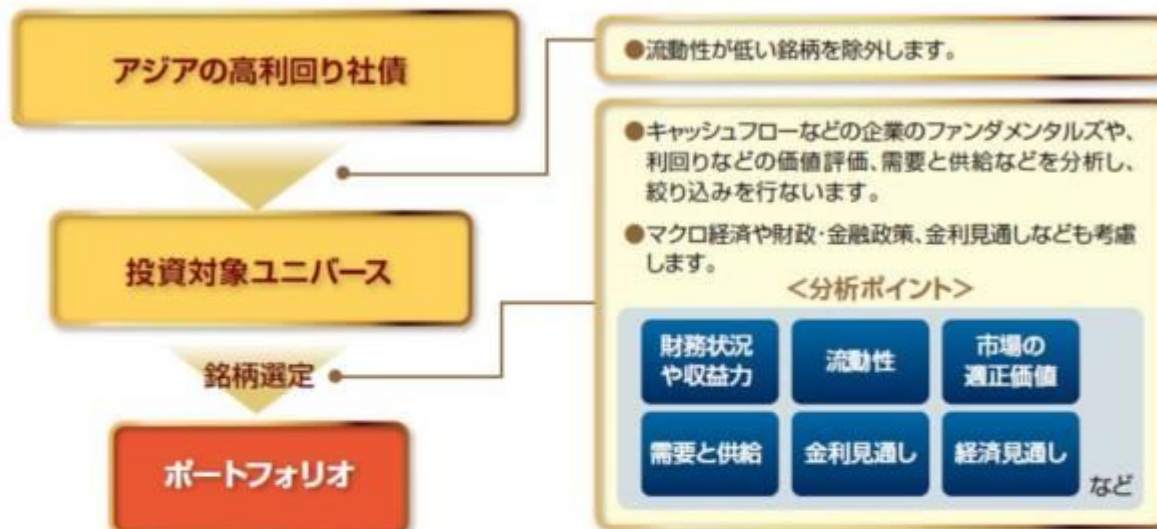 アジアの高利回り社債
●流動性が低い銘柄を除外します。
●キャッシュフローなどの企業のファンダメンタルズや、
利回りなどの価値評価、需要と供給などを分析し、
絞り込みを行ないます。
●マクロ経済や財政・金融政策、金利見通しなども考慮
します。
投資対象ユニバース
銘柄選定
ポートフォリオ
<分析ポイント>
財務状況
や収益力
流動性
市場の
適正価値
需要と供給
金利見通し
経済見通し
など